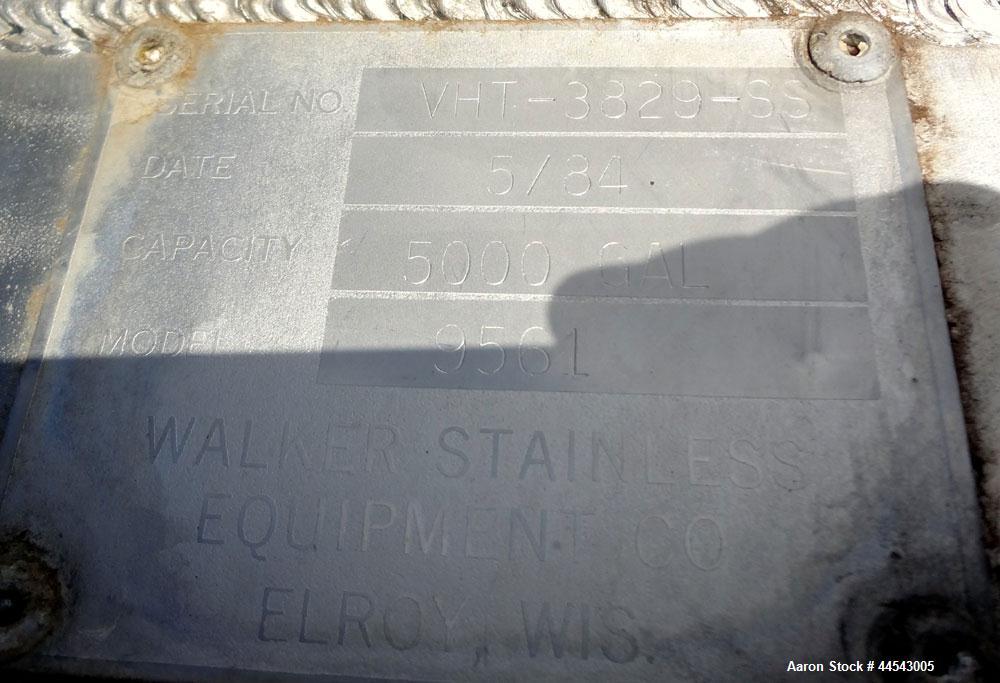 SERIAL NO. VHT-3829-SS
DATE 5/84
CAPACITY 5000 GAL
MODEL 9561
WALKER STAINLESS
EQUIPMENT CO
ELROY, WIS.
Aaron Stock # 44543005